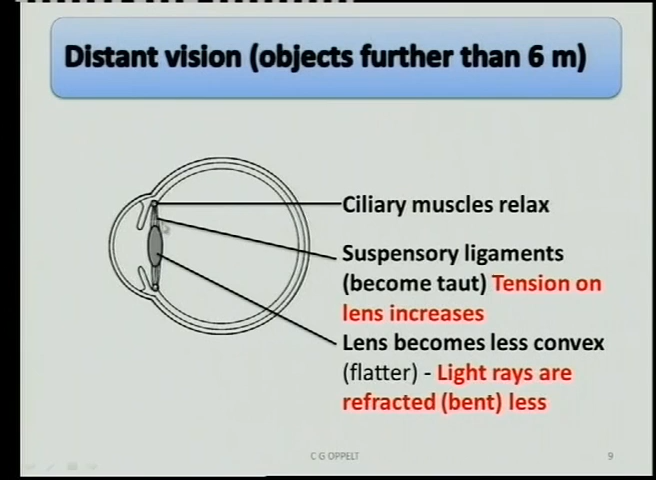 Distant vision (objects further than 6 m)
Ciliary muscles relax
Suspensory ligaments
(become taut) Tension on
lens increases
Lens becomes less convex
(flatter) - Light rays are
refracted (bent) less
C G OPPELT
9